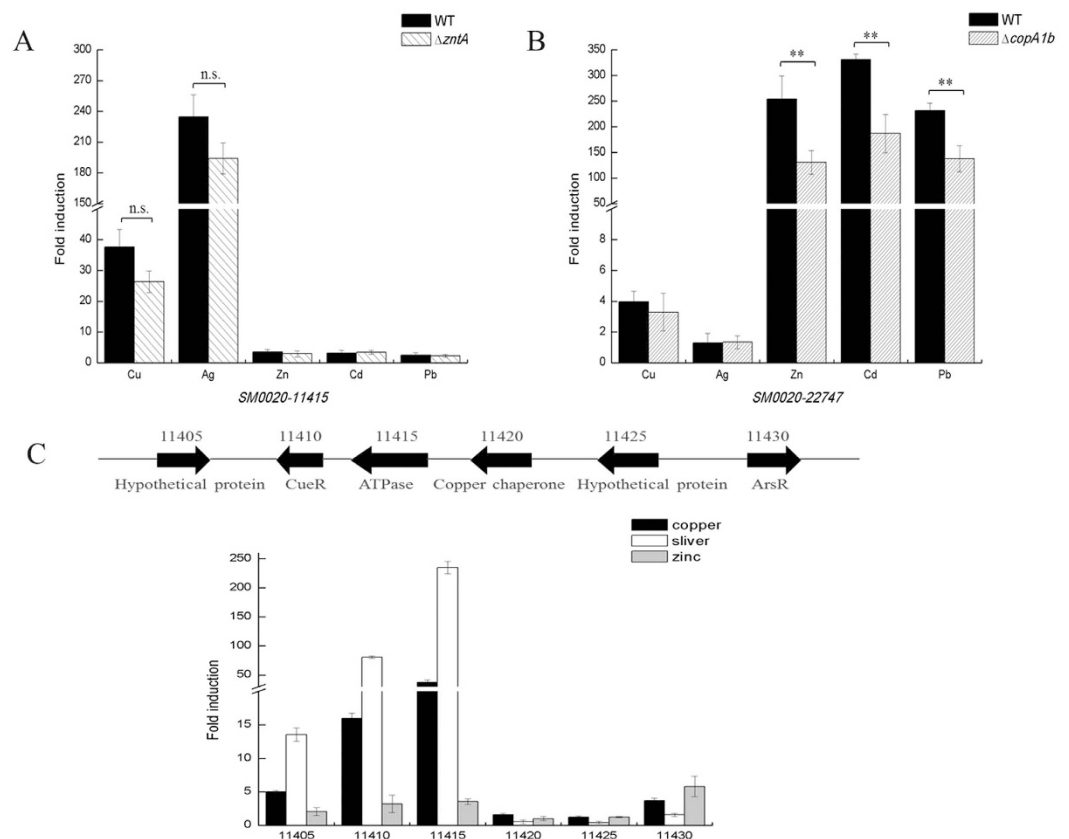 A
WT
ΔzntA
300
270
240
210
180
150
40
30
20
10
0
Fold induction
n.s.
n.s.
Cu Ag Zn Cd Pb
SM0020-11415
B
WT
ΔcopA1b
350
300
250
200
150
100
50
8
6
4
2
0
Fold induction
**
**
**
Cu Ag Zn Cd Pb
SM0020-22747
C
11405 11410 11415 11420 11425 11430
Hypothetical protein CueR ATPase Copper chaperone Hypothetical protein ArsR
copper
sliver
zinc
250
200
150
100
50
15
10
5
0
Fold induction
11405 11410 11415 11420 11425 11430